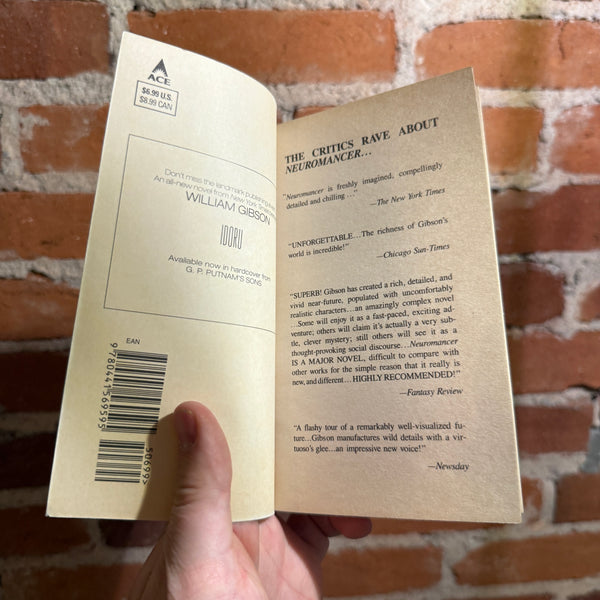 ACE
$6.99 U.S.
$8.99 CAN
Don't miss the landmark publishing
An all-new novel from New York Times
WILLIAM GIBSON
IDORU
Available now in hardcover from
G. P. PUTNAM'S SONS
EAN
9780441569595
50699>
THE CRITICS RAVE ABOUT
NEUROMANCER...
"Neuromancer is freshly imagined, compellingly
detailed and chilling..."
—The New York Times
"UNFORGETTABLE...The richness of Gibson's
world is incredible!"
—Chicago Sun-Times
"SUPERB! Gibson has created a rich, detailed, and
vivid near-future, populated with uncomfortably
realistic characters...an amazingly complex novel
...Some will enjoy it as a fast-paced, exciting ad-
venture; others will claim it's actually a very sub-
tle, clever mystery; still others will see it as a
thought-provoking social discourse...Neuromancer
IS A MAJOR NOVEL, difficult to compare with
other works for the simple reason that it really is
new, and different...HIGHLY RECOMMENDED!"
—Fantasy Review
"A flashy tour of a remarkably well-visualized fu-
ture...Gibson manufactures wild details with a vir-
tuoso's glee...an impressive new voice!"
—Newsday